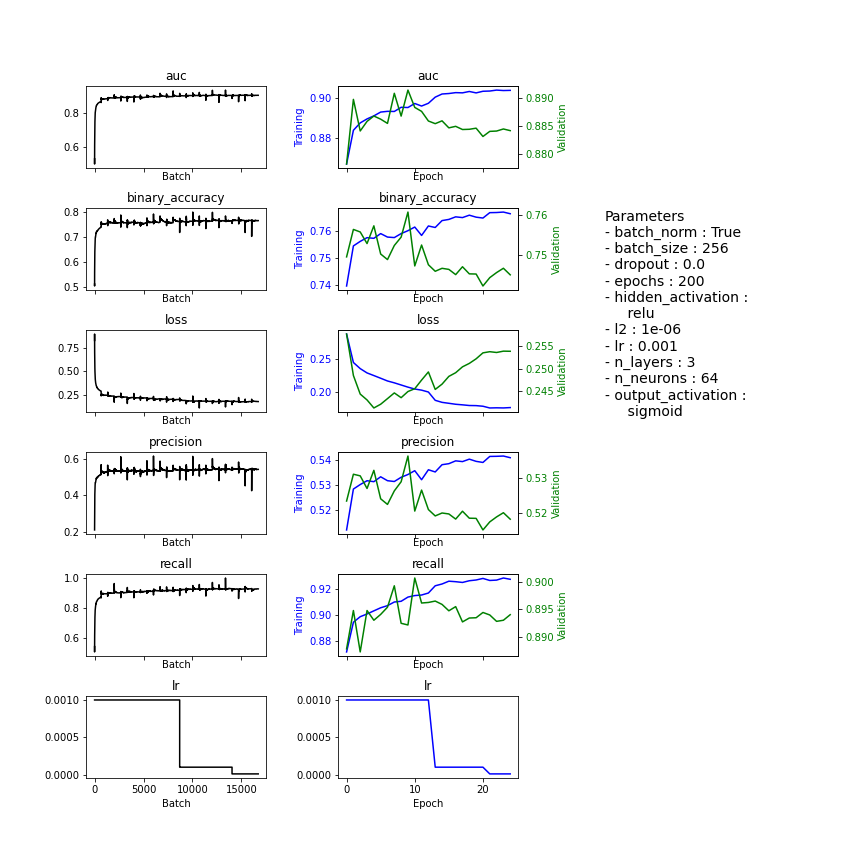 auc
auc
0.8
0.6
Batch
Training
0.90
0.88
Epoch
0.890
0.885
0.880
Validation
binary_accuracy
binary_accuracy
0.8
0.7
0.6
0.5
Batch
Training
0.76
0.75
0.74
Epoch
0.76
0.75
Validation
loss
loss
0.75
0.50
0.25
Batch
Training
0.25
0.20
Epoch
0.255
0.250
0.245
Validation
precision
precision
0.6
0.4
0.2
Batch
Training
0.54
0.53
0.52
Epoch
0.53
0.52
Validation
recall
recall
1.0
0.8
0.6
Batch
Training
0.92
0.90
0.88
Epoch
0.900
0.895
0.890
Validation
lr
lr
0.0010
0.0005
0.0000
0 5000 10000 15000
Batch
0.0010
0.0005
0.0000
0 10 20
Epoch
Parameters
- batch_norm : True
- batch_size : 256
- dropout : 0.0
- epochs : 200
- hidden_activation :
relu
- l2 : 1e-06
- lr : 0.001
- n_layers : 3
- n_neurons : 64
- output_activation :
sigmoid